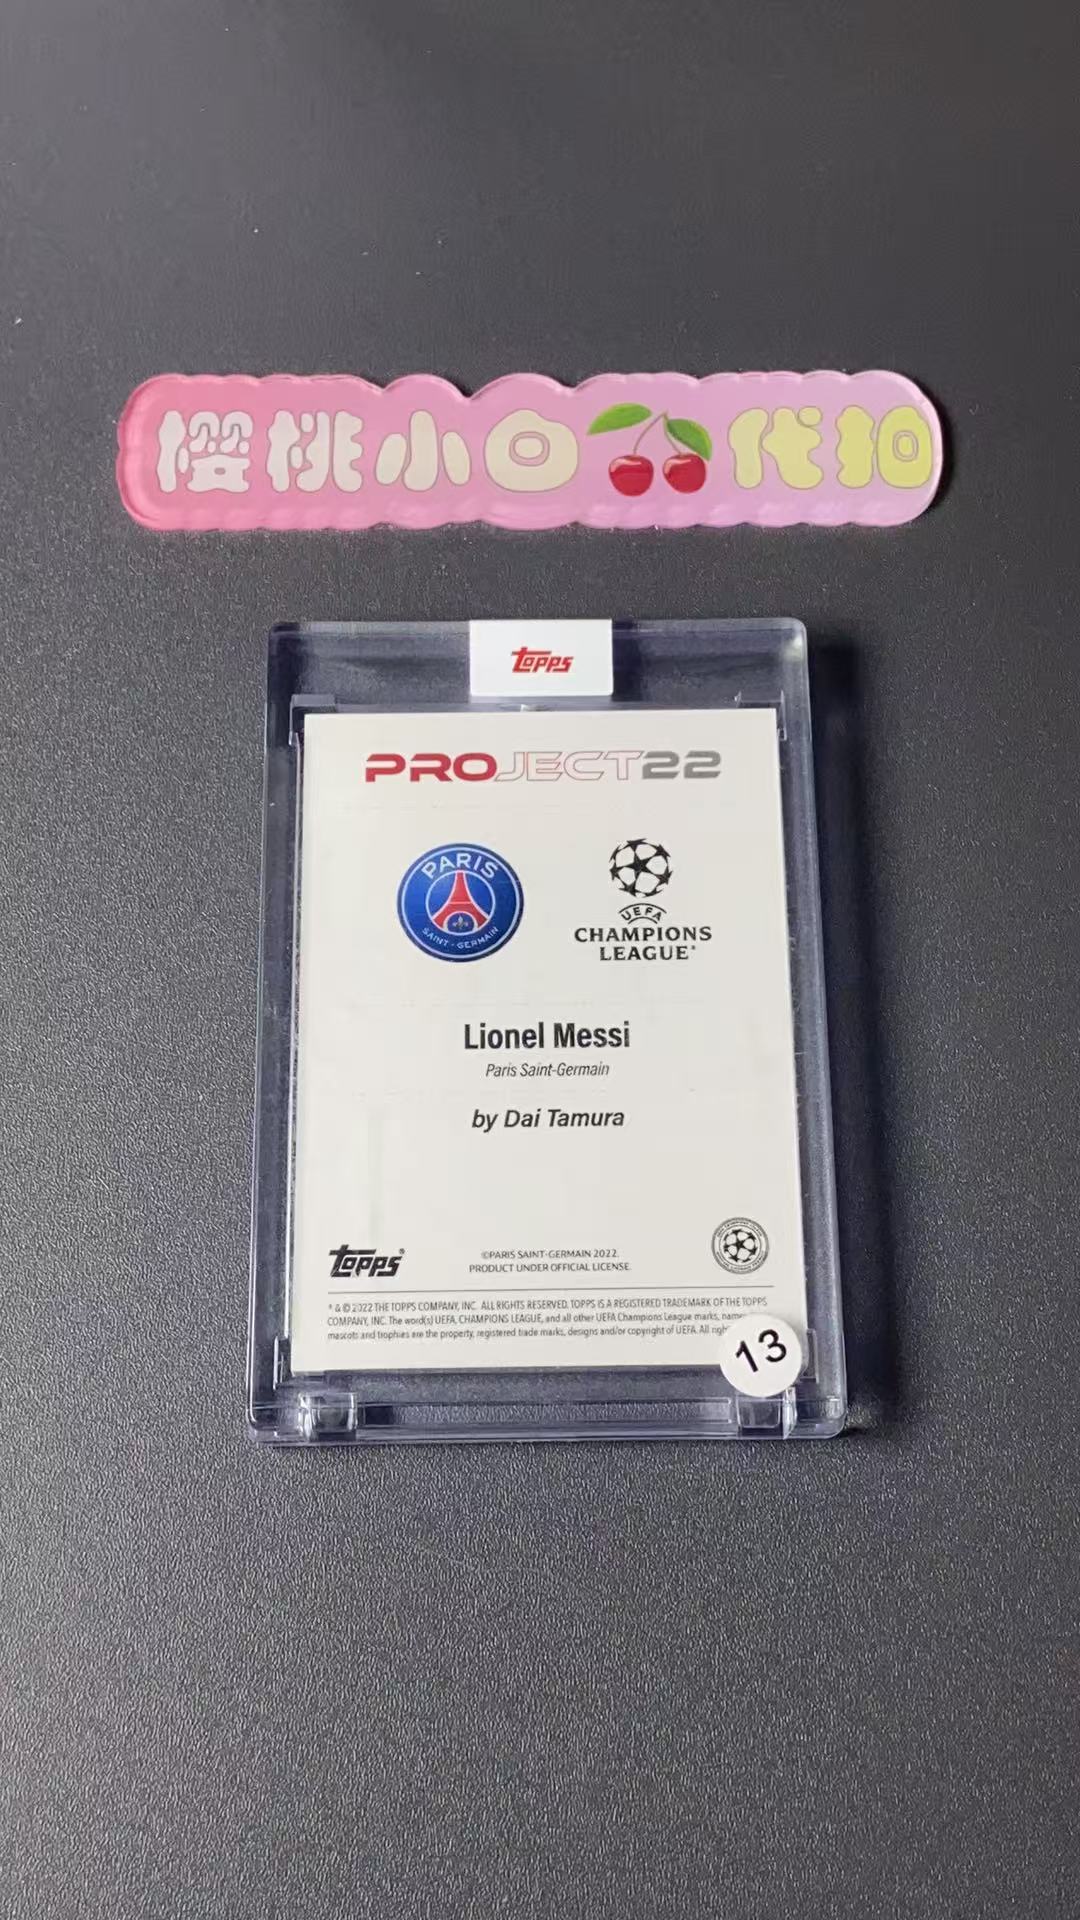 樱桃小口代拍
topps
PROJECT22
PARIS
SAINT-GERMAIN
UEFA
CHAMPIONS
LEAGUE®
Lionel Messi
Paris Saint-Germain
by Dai Tamura
topps®
©PARIS SAINT-GERMAIN 2022.
PRODUCT UNDER OFFICIAL LICENSE.
® & © 2022 THE TOPPS COMPANY, INC. ALL RIGHTS RESERVED. TOPPS IS A REGISTERED TRADEMARK OF THE TOPPS
COMPANY, INC. The word(s) UEFA, CHAMPIONS LEAGUE, and all other UEFA Champions League marks,
mascots and trophies are the property, registered trade marks, designs and/or copyright of UEFA. All
13